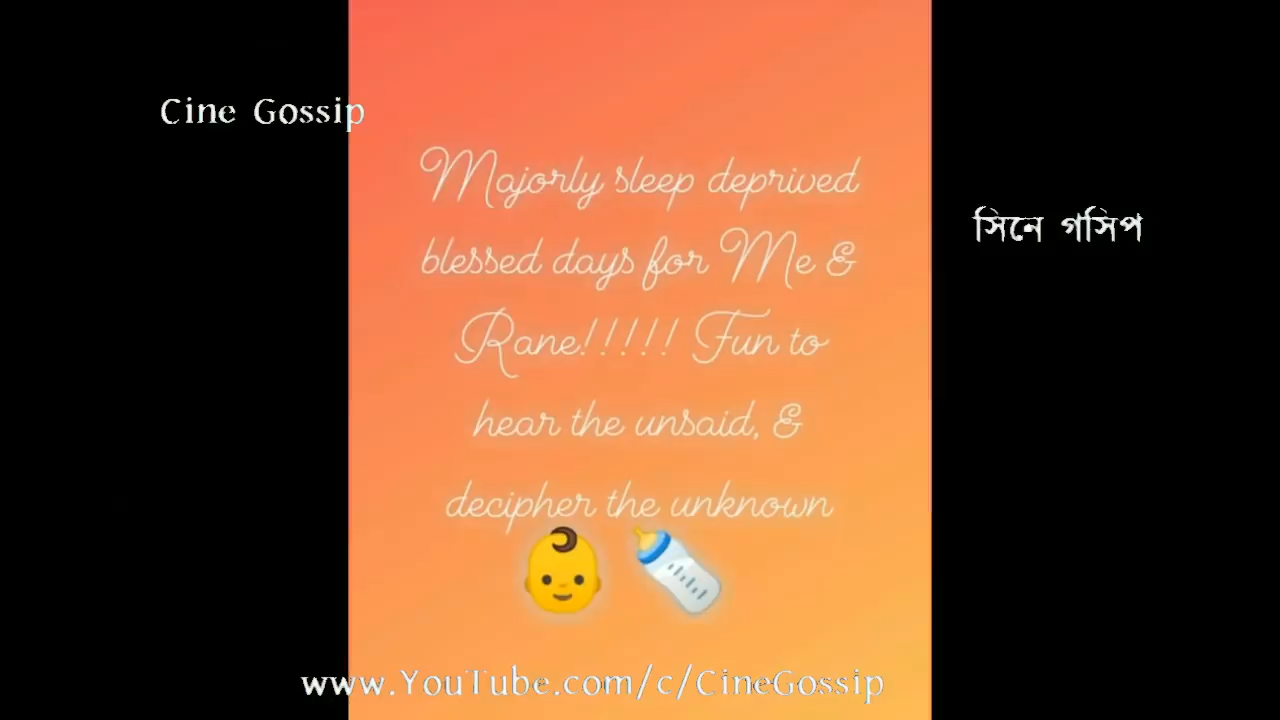 Cine Gossip
Majorly sleep deprived
সিনে গসিপ
blessed days for Me &
Rane!!!!! Fun to
hear the unsaid, &
decipher the unknown
www.YouTube.com/c/CineGossip